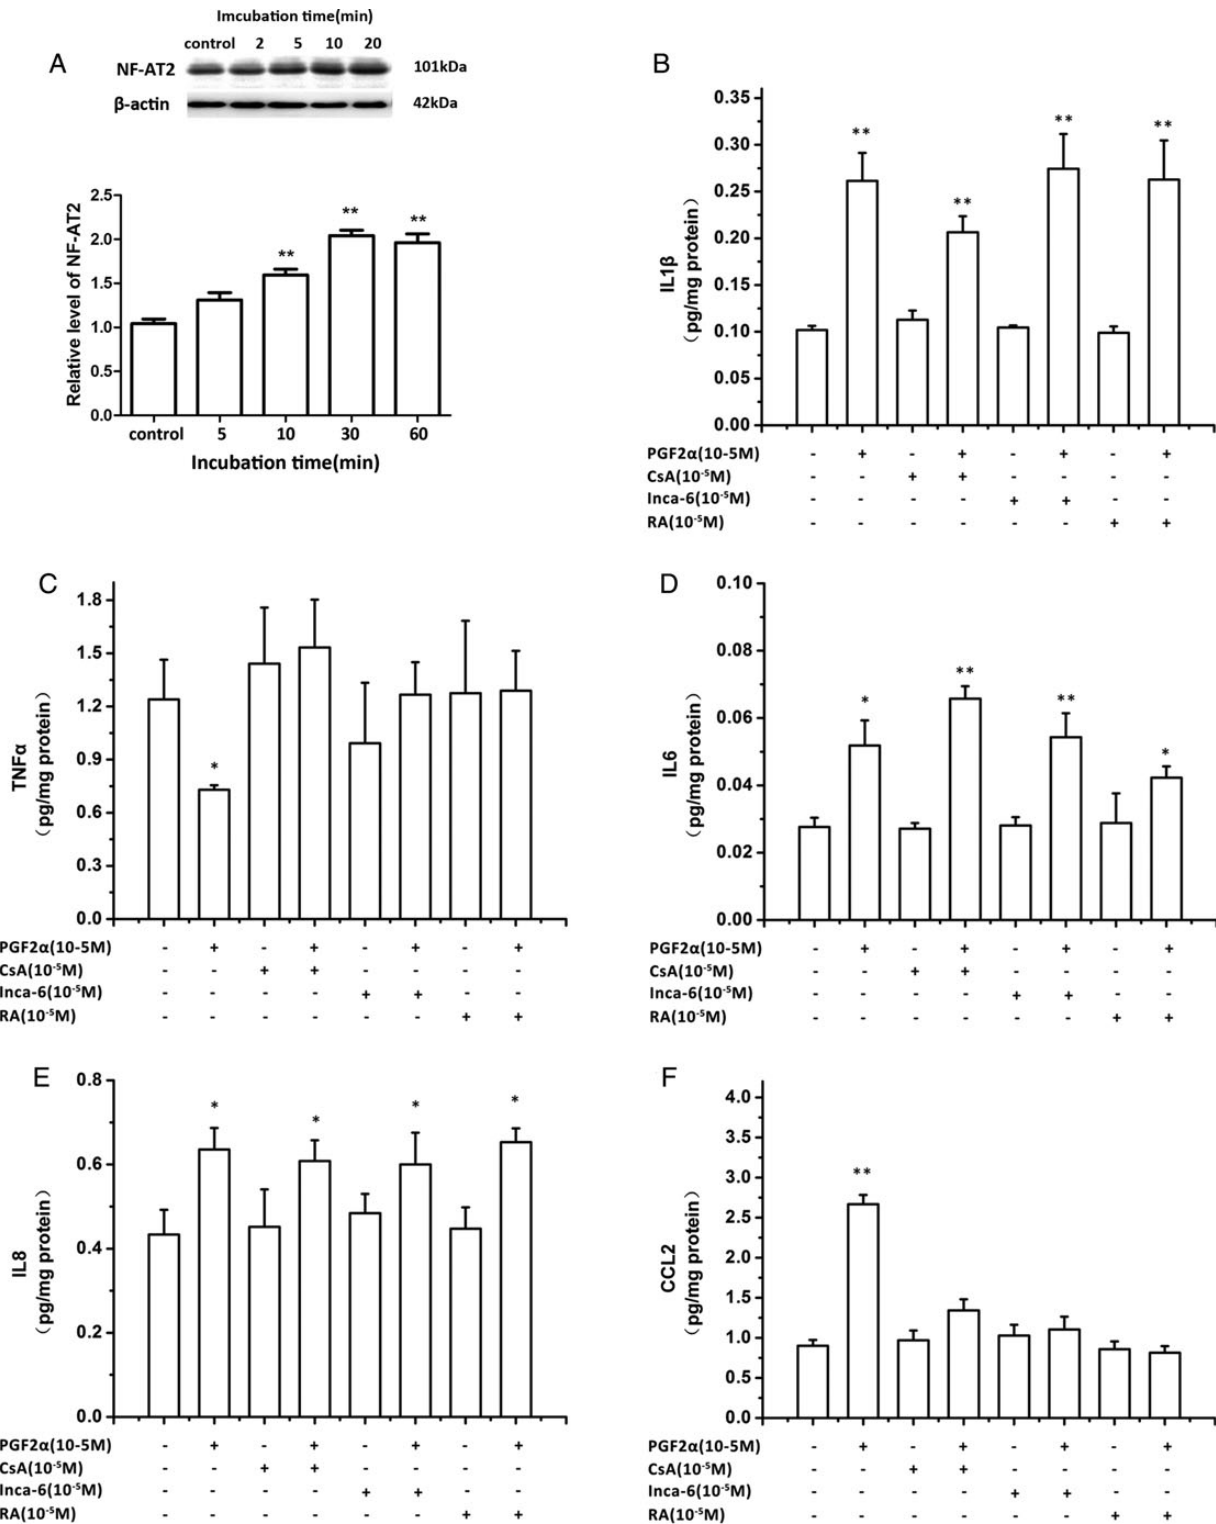 Imcubation time(min)
control 2 5 10 20
A
NF-AT2 101kDa
β-actin 42kDa
Relative level of NF-AT2
2.5
2.0
1.5
1.0
0.5
0.0
** ** **
control 5 10 30 60
Incubation time(min)
B
IL1β
(pg/mg protein)
0.35
0.30
0.25
0.20
0.15
0.10
0.05
0.00
** ** ** **
PGF2α(10-5M) - + - + - + - +
CsA(10⁻⁵M) - - + + - - - -
Inca-6(10⁻⁵M) - - - - + + - -
RA(10⁻⁵M) - - - - - - + +
C
TNFα
(pg/mg protein)
1.8
1.5
1.2
0.9
0.6
0.3
0.0
*
PGF2α(10-5M) - + - + - + - +
CsA(10⁻⁵M) - - + + - - - -
Inca-6(10⁻⁵M) - - - - + + - -
RA(10⁻⁵M) - - - - - - + +
D
IL6
(pg/mg protein)
0.10
0.08
0.06
0.04
0.02
0.00
* ** ** *
PGF2α(10-5M) - + - + - + - +
CsA(10⁻⁵M) - - + + - - - -
Inca-6(10⁻⁵M) - - - - + + - -
RA(10⁻⁵M) - - - - - - + +
E
IL8
(pg/mg protein)
0.8
0.6
0.4
0.2
0.0
* * * *
PGF2α(10-5M) - + - + - + - +
CsA(10⁻⁵M) - - + + - - - -
Inca-6(10⁻⁵M) - - - - + + - -
RA(10⁻⁵M) - - - - - - + +
F
CCL2
(pg/mg protein)
4.0
3.5
3.0
2.5
2.0
1.5
1.0
0.5
0.0
**
PGF2α(10-5M) - + - + - + - +
CsA(10⁻⁵M) - - + + - - - -
Inca-6(10⁻⁵M) - - - - + + - -
RA(10⁻⁵M) - - - - - - + +